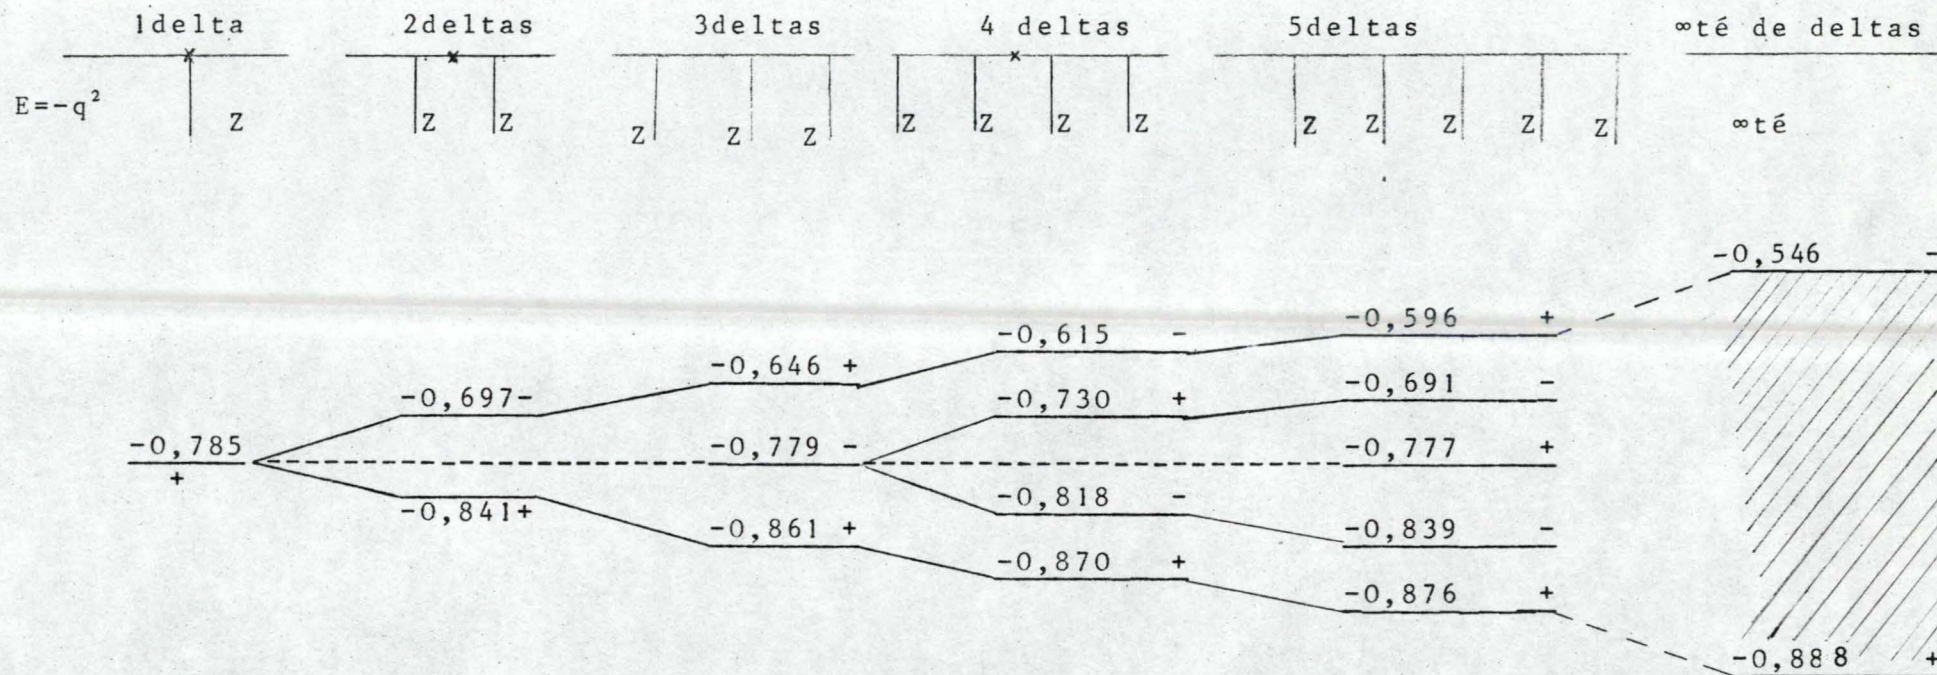 1delta 2deltas 3deltas 4 deltas 5deltas ∞té de deltas
E=-q²
Z Z Z Z Z Z Z Z Z Z Z Z Z Z Z ∞té
-0,546 -
-0,596 +
-0,615 -
-0,646 +
-0,691 -
-0,697-
-0,730 +
-0,785 -0,779 - -0,777 +
+
-0,818 -
-0,841+
-0,861 + -0,839 -
-0,870 +
-0,876 +
-0,888 +